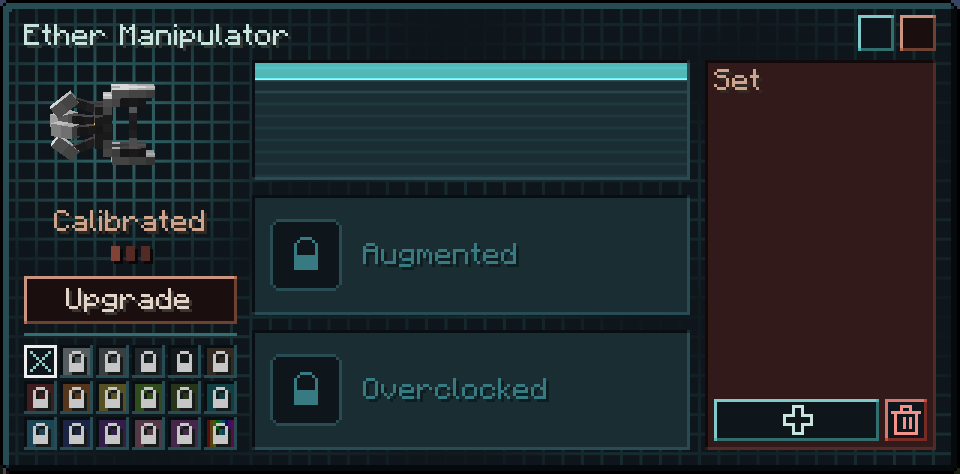 Ether Manipulator
Set
Calibrated
Augmented
Upgrade
Overclocked